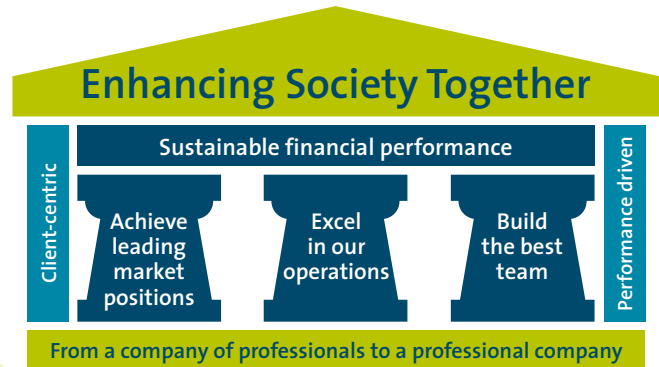 Enhancing Society Together
Client-centric
Sustainable financial performance
Performance driven
Achieve
leading
market
positions
Excel
in our
operations
Build
the best
team
From a company of professionals to a professional company